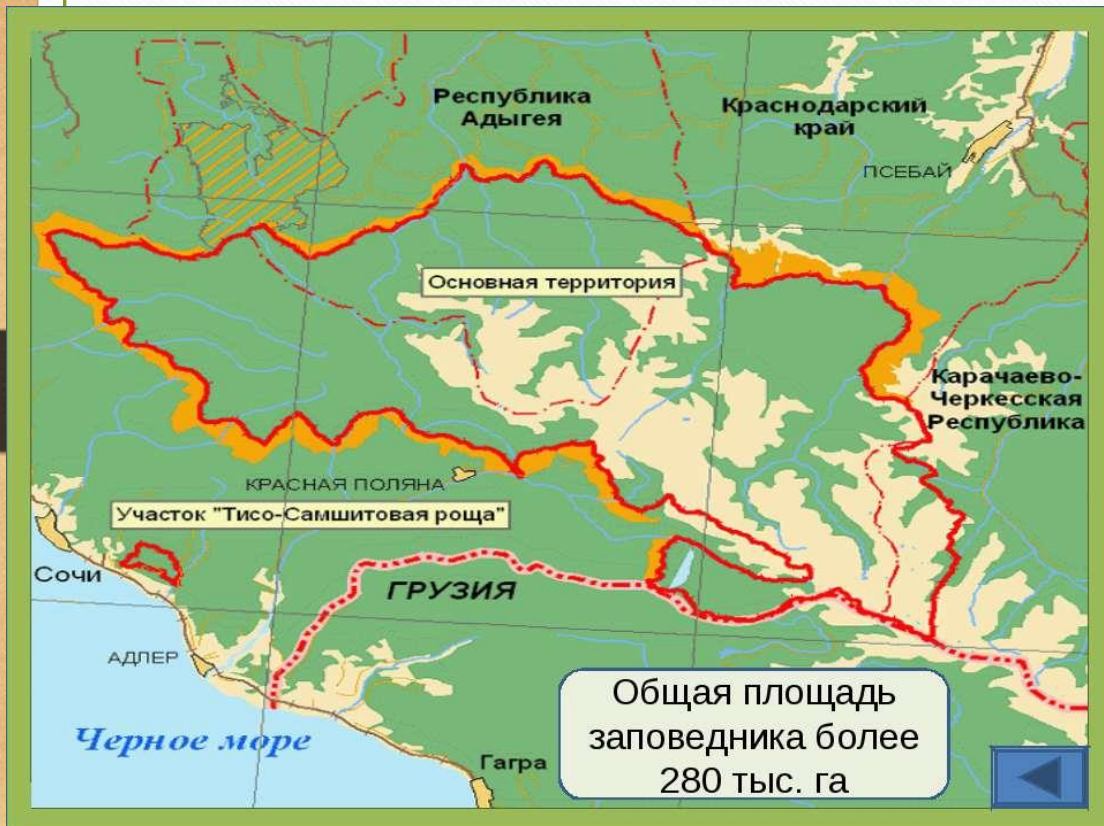 Республика
Адыгея
Краснодарский
край
ПСЕБАЙ
Основная территория
Карачаево-
Черкесская
Республика
КРАСНАЯ ПОЛЯНА
Участок "Тисо-Самшитовая роща"
Сочи
ГРУЗИЯ
АДЛЕР
Черное море
Гагра
Общая площадь
заповедника более
280 тыс. га